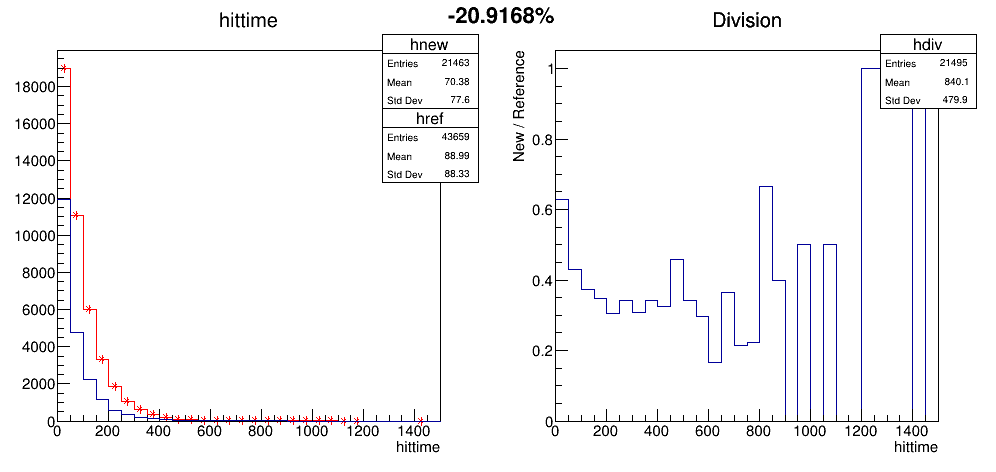 -20.9168%
hittime
hnew
Entries 21463
Mean 70.38
Std Dev 77.6
href
Entries 43659
Mean 88.99
Std Dev 88.33
18000
16000
14000
12000
10000
8000
6000
4000
2000
0
0 200 400 600 800 1000 1200 1400
hittime
Division
hdiv
Entries 21495
Mean 840.1
Std Dev 479.9
New / Reference
1
0.8
0.6
0.4
0.2
0
0 200 400 600 800 1000 1200 1400
hittime